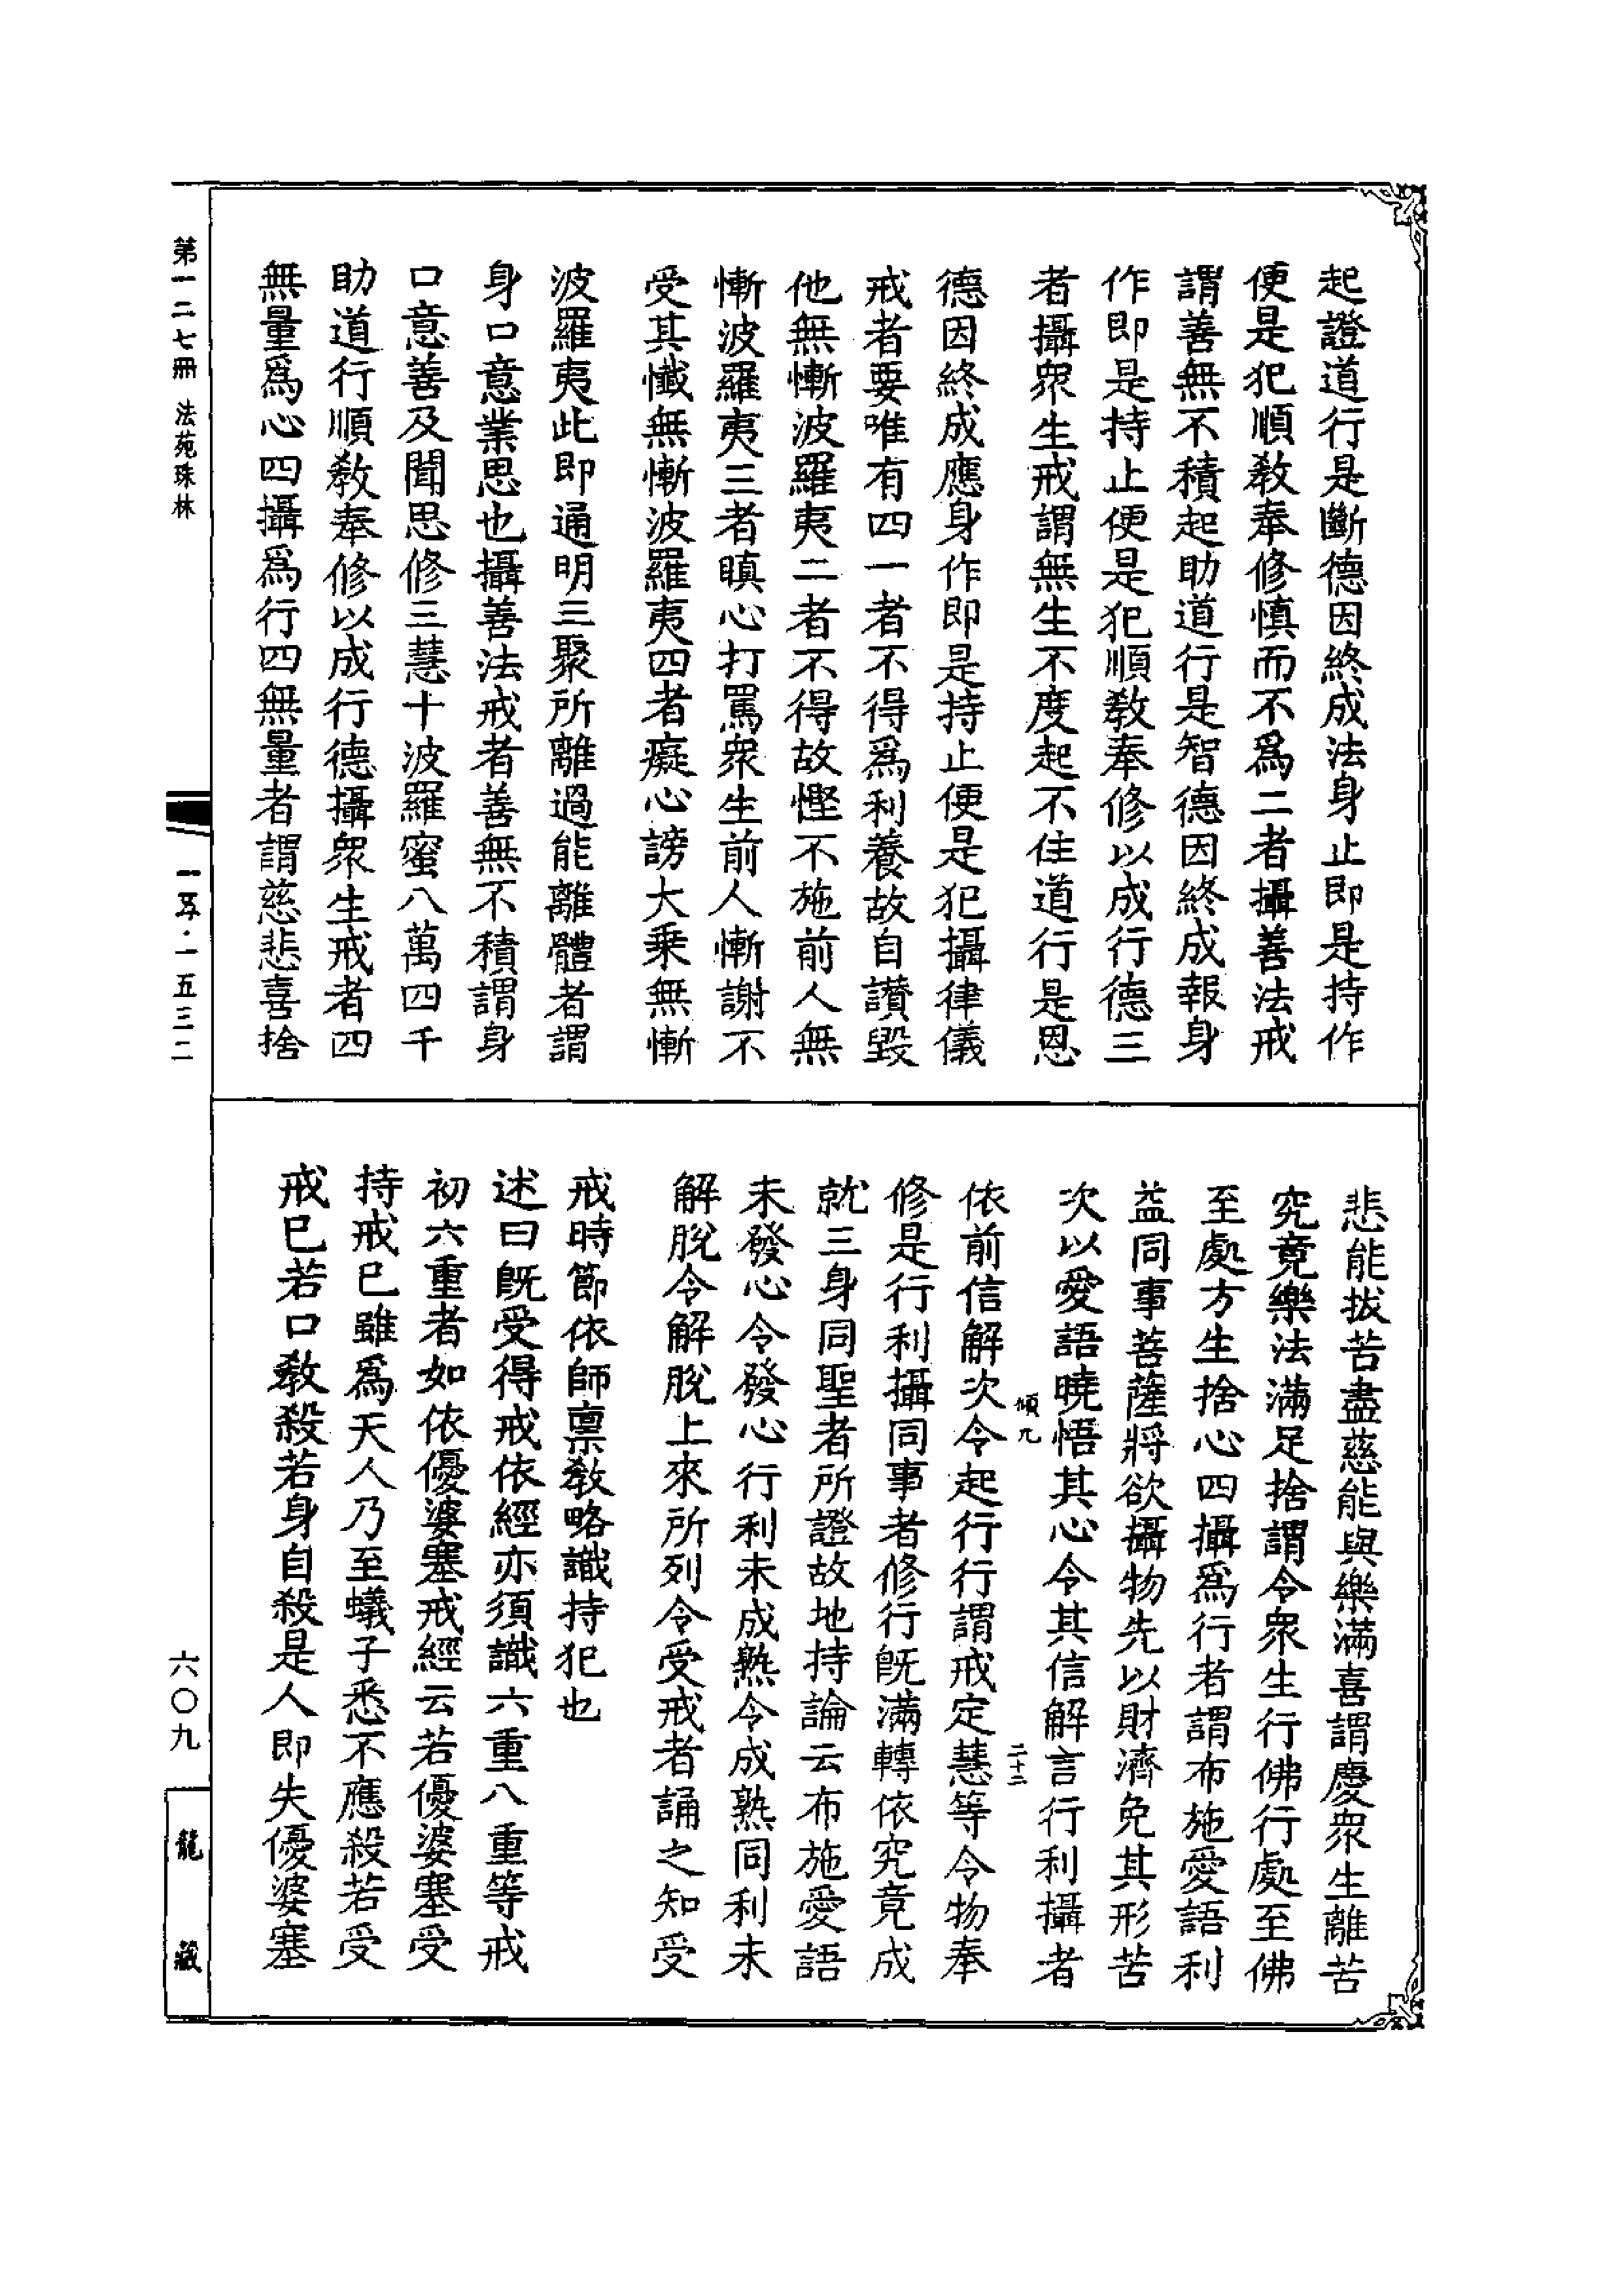 起證道行是斷德因終成法身止即是持作
便是犯順教奉修慎而不爲二者攝善法戒
謂善無不積起助道行是智德因終成報身
作即是持止便是犯順教奉修以成行德三
者攝衆生戒謂無生不度起不住道行是恩
德因終成應身作即是持止便是犯攝律儀
戒者要唯有四一者不得爲利養故自讃毀
他無慚波羅夷二者不得故慳不施前人無
慚波羅夷三者瞋心打罵衆生前人慚謝不
受其懺無慚波羅夷四者癡心謗大乘無慚
波羅夷此即通明三聚所離過能離體者謂
身口意業思也攝善法戒者善無不積謂身
口意善及聞思修三慧十波羅蜜八萬四千
助道行順教奉修以成行德攝衆生戒者四
無量爲心四攝爲行四無量者謂慈悲喜捨
悲能拔苦盡慈能與樂滿喜謂慶衆生離苦
究竟樂法滿足捨謂令衆生行佛行處至佛
至處方生捨心四攝爲行者謂布施愛語利
益同事菩薩將欲攝物先以財濟免其形苦
次以愛語曉悟其心令其信解言行利攝者
傾九
二十二
依前信解次令起行行謂戒定慧等令物奉
修是行利攝同事者修行旣滿轉依究竟成
就三身同聖者所證故地持論云布施愛語
未發心令發心行利未成熟令成熟同利未
解脫令解脫上來所列令受戒者誦之知受
戒時節依師稟教略識持犯也
述曰旣受得戒依經亦須識六重八重等戒
初六重者如依優婆塞戒經云若優婆塞受
持戒巳雖爲天人乃至蟻子悉不應殺若受
戒巳若口教殺若身自殺是人即失優婆塞
第一二七冊 法苑珠林
一五·一五三二
六〇九
龍藏